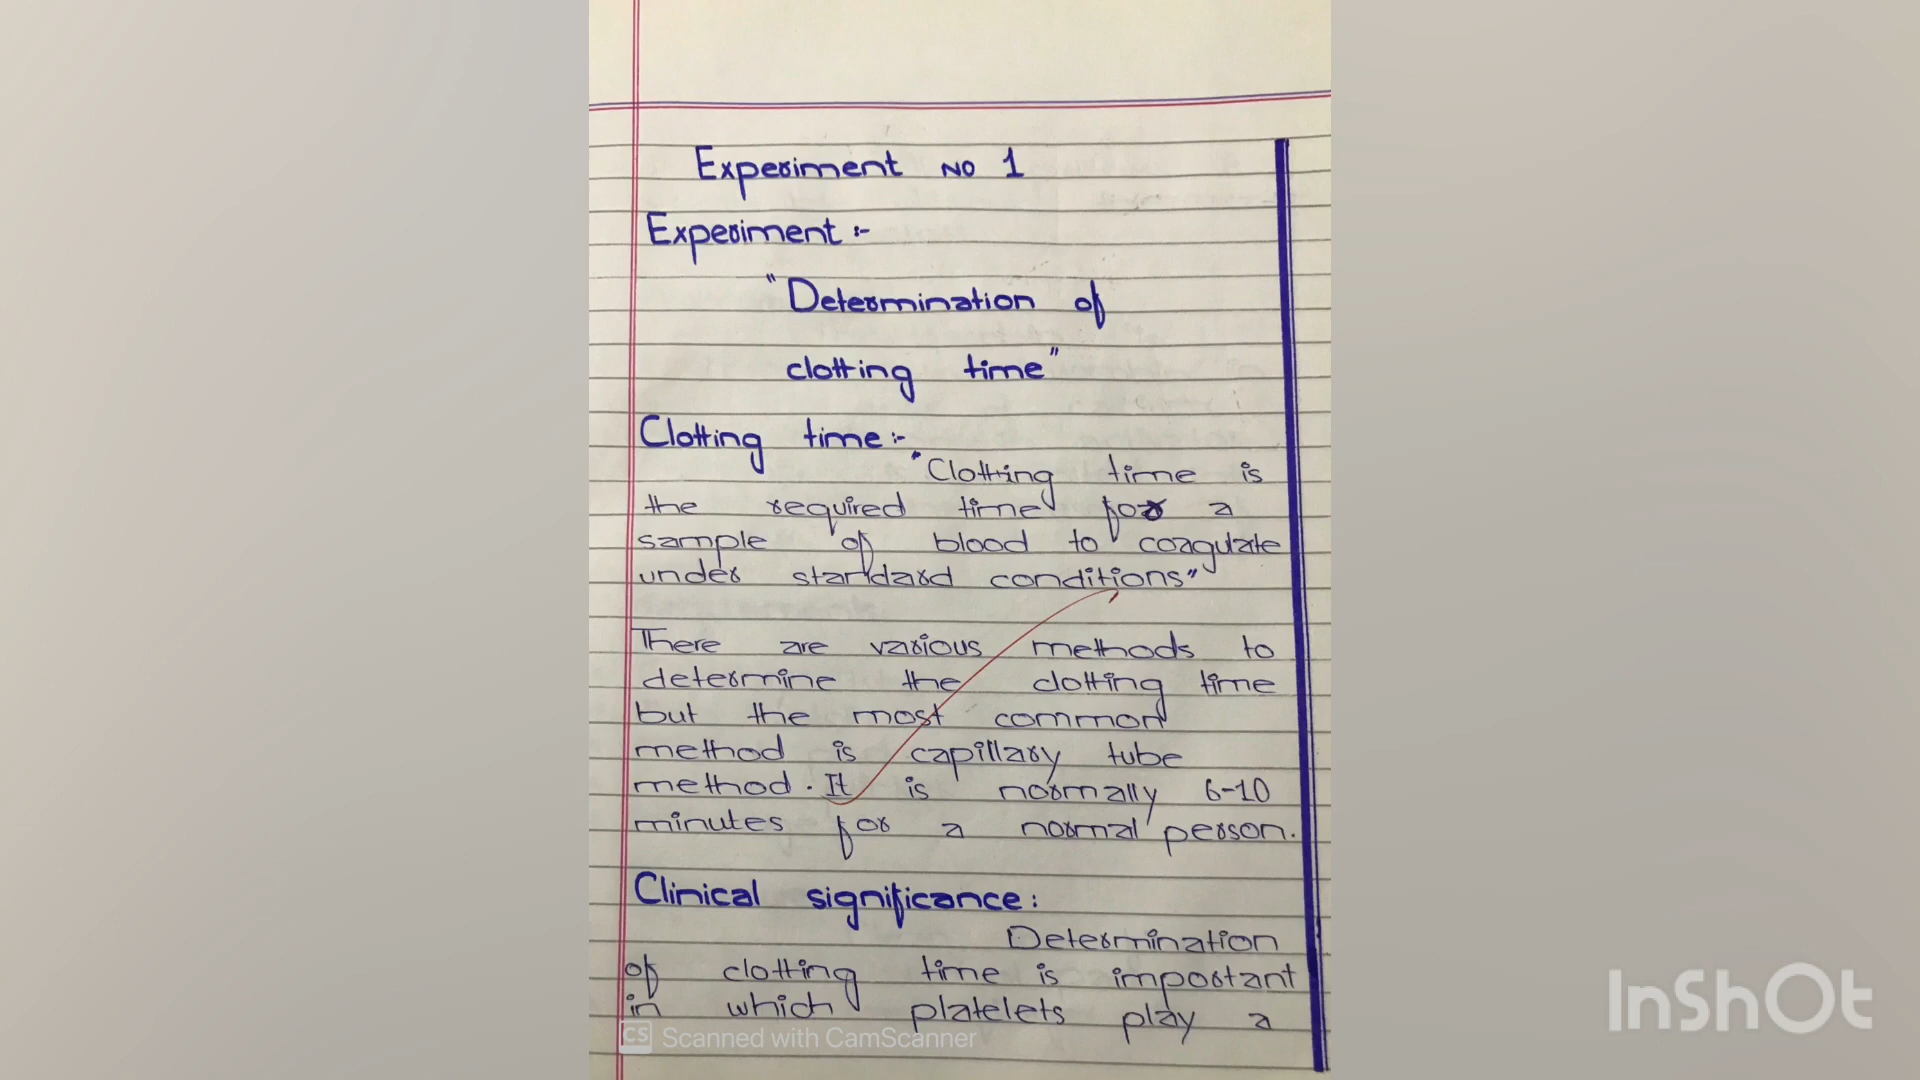 Experiment NO 1
Experiment :-
"Determination of
clotting time"
Clotting time :-
"Clotting time is
the required time for a
sample of blood to coagulate
under standard conditions"
There are various methods to
determine the clotting time
but the most common
method is capillary tube
method. It is normally 6-10
minutes for a normal person.
Clinical significance :
Determination
of clotting time is important
in which platelets play a
CS Scanned with CamScanner
InShOt